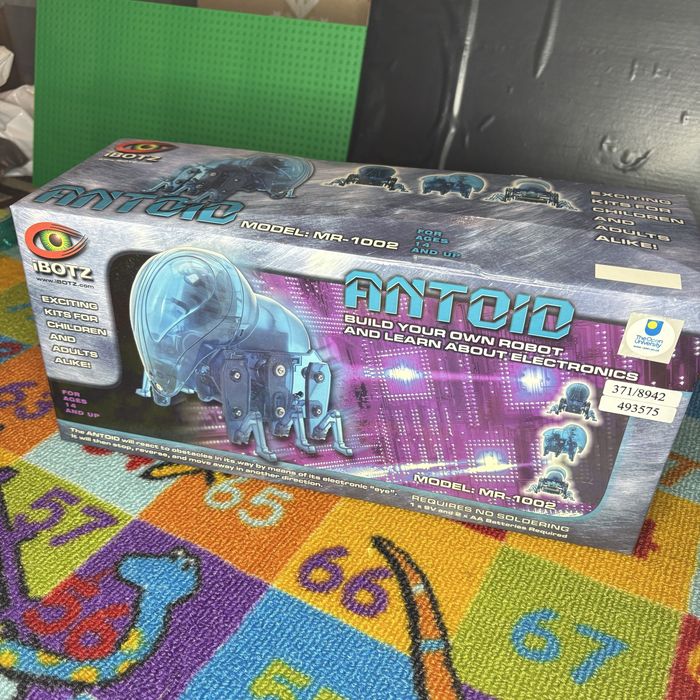 iBOTZ
ANTOID
MODEL: MR-1002
FOR
AGES
14
AND UP
EXCITING
KITS FOR
CHILDREN
AND
ADULTS
ALIKE!
iBOTZ
www.iBOTZ.com
EXCITING
KITS FOR
CHILDREN
AND
ADULTS
ALIKE!
FOR
AGES
14
AND UP
ANTOID
BUILD YOUR OWN ROBOT
AND LEARN ABOUT ELECTRONICS
The Open
University
371/8942
493575
The ANTOID will react to obstacles in its way by means of its electronic "eye".
It will then stop, reverse, and move away in another direction.
MODEL: MR-1002
REQUIRES NO SOLDERING
1 x 9V and 2 x AA Batteries Required
63
57
65
56
66
67
55